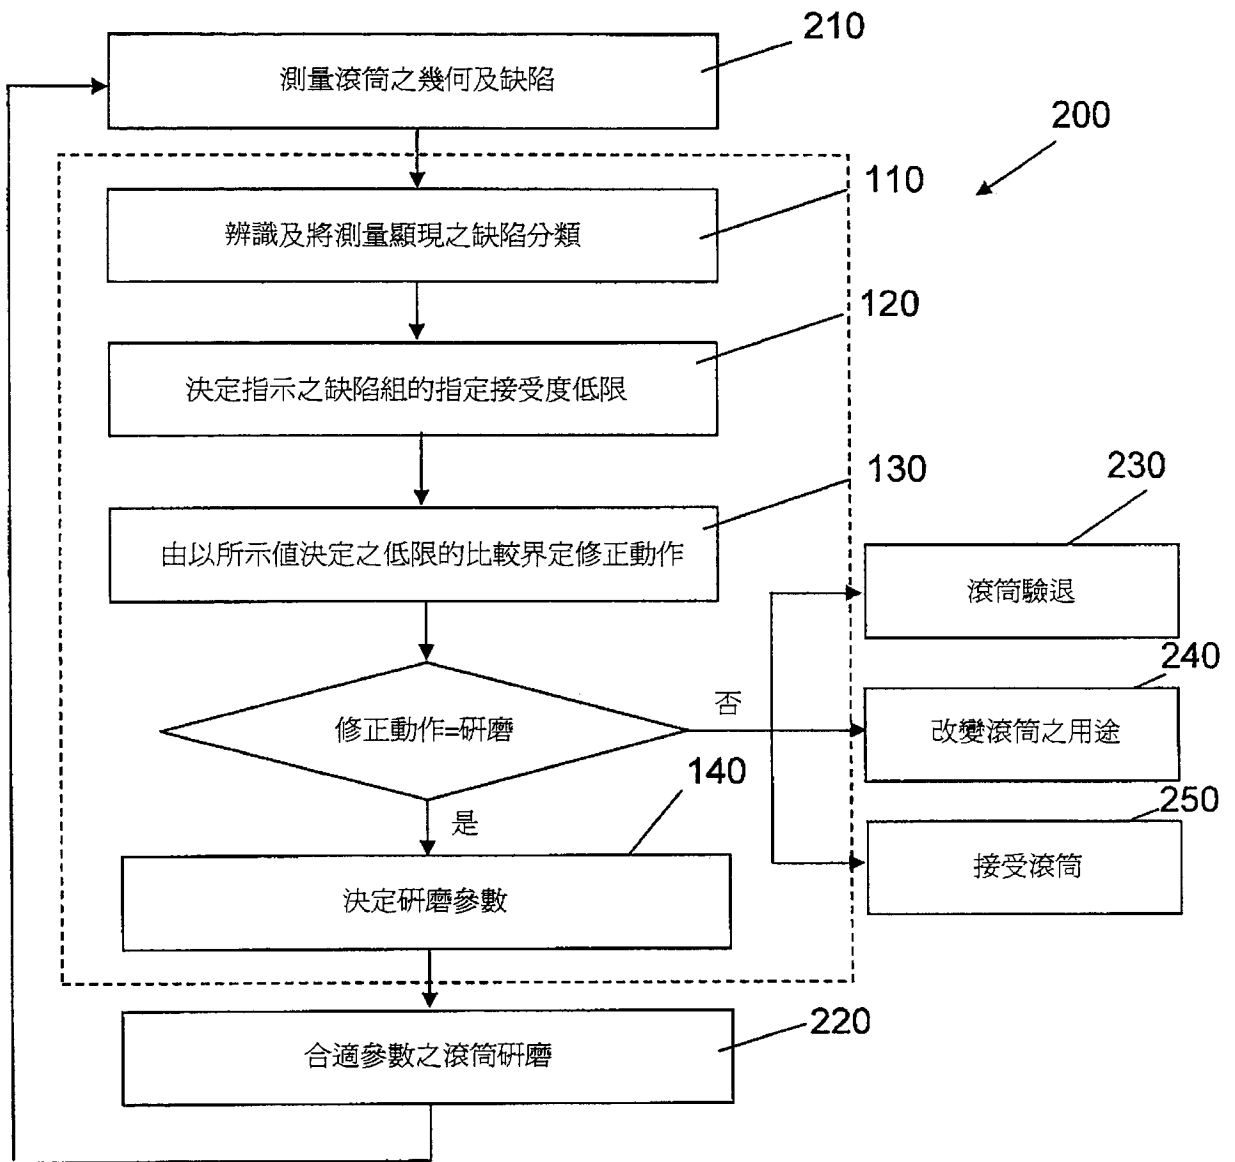 210
測量滾筒之幾何及缺陷
200
110
辨識及將測量顯現之缺陷分類
120
決定指示之缺陷組的指定接受度低限
130
由以所示值決定之低限的比較界定修正動作
230
滾筒驗退
240
修正動作=研磨
否
改變滾筒之用途
140
是
250
接受滾筒
決定研磨參數
220
合適參數之滾筒研磨